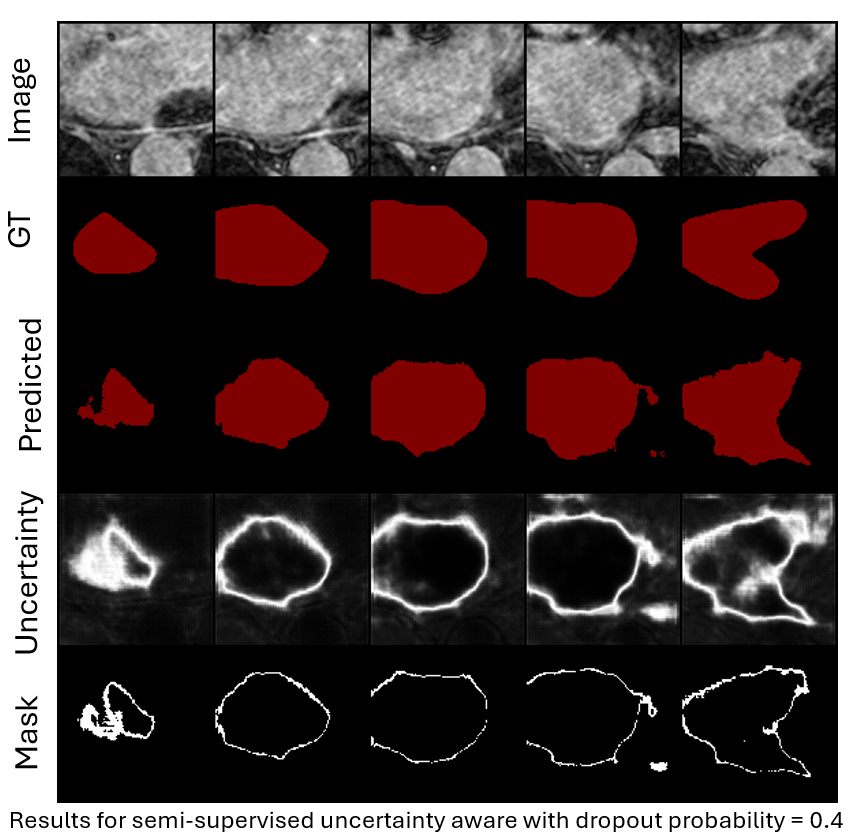 Image
GT
Predicted
Uncertainty
Mask
Results for semi-supervised uncertainty aware with dropout probability = 0.4